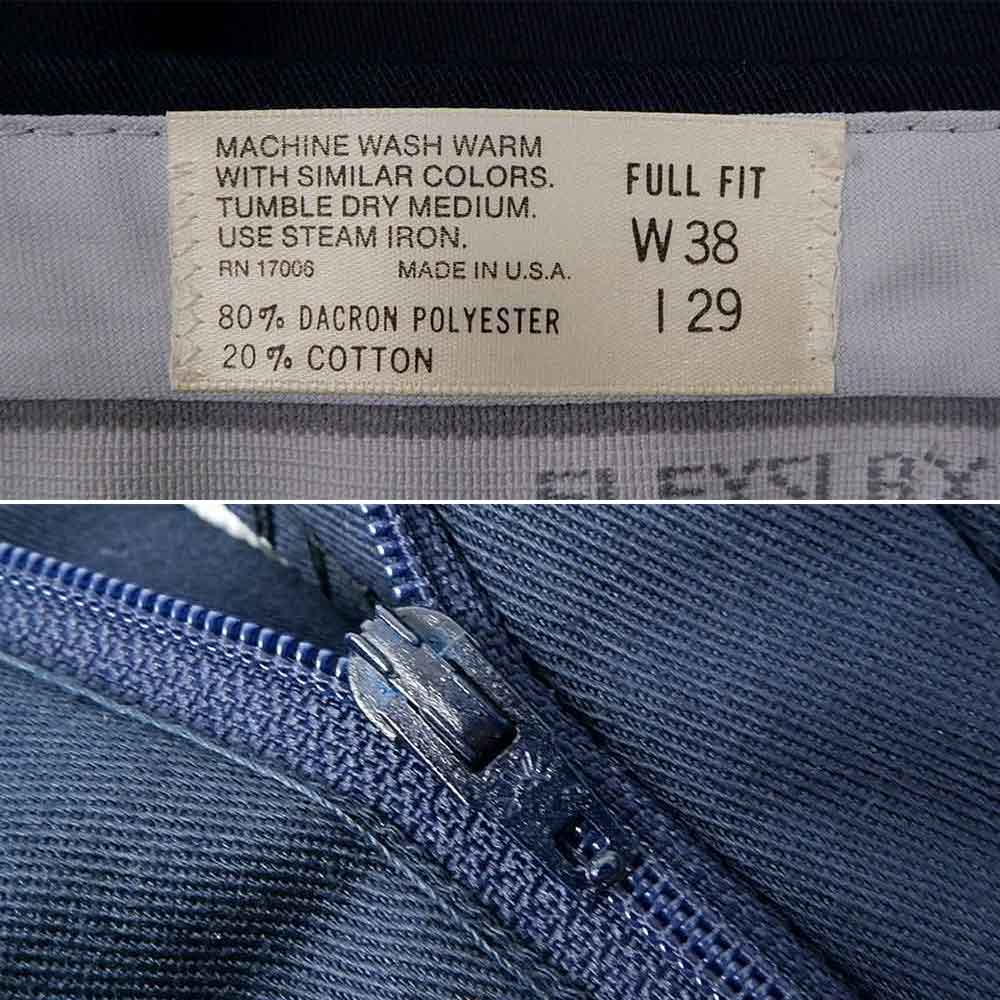 MACHINE WASH WARM
WITH SIMILAR COLORS.
TUMBLE DRY MEDIUM.
USE STEAM IRON.
RN 17006 MADE IN U.S.A.
80% DACRON POLYESTER
20% COTTON
FULL FIT
W 38
I 29